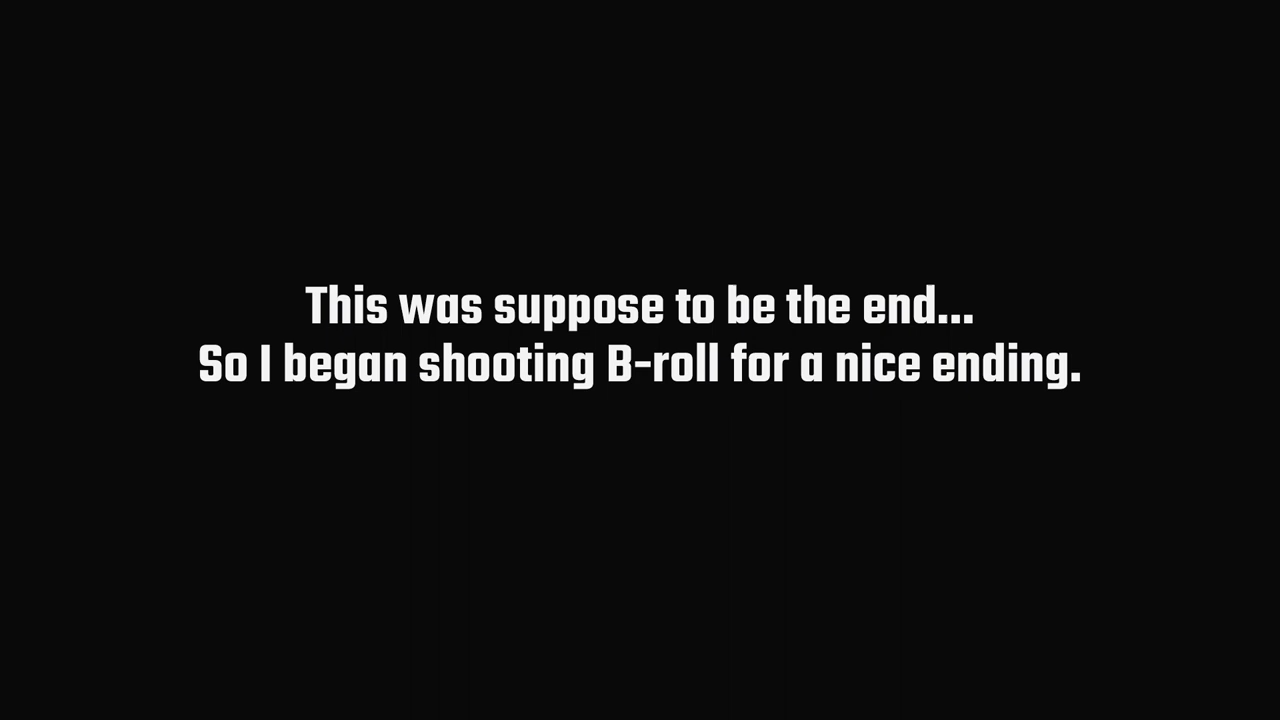 This was suppose to be the end...
So I began shooting B-roll for a nice ending.